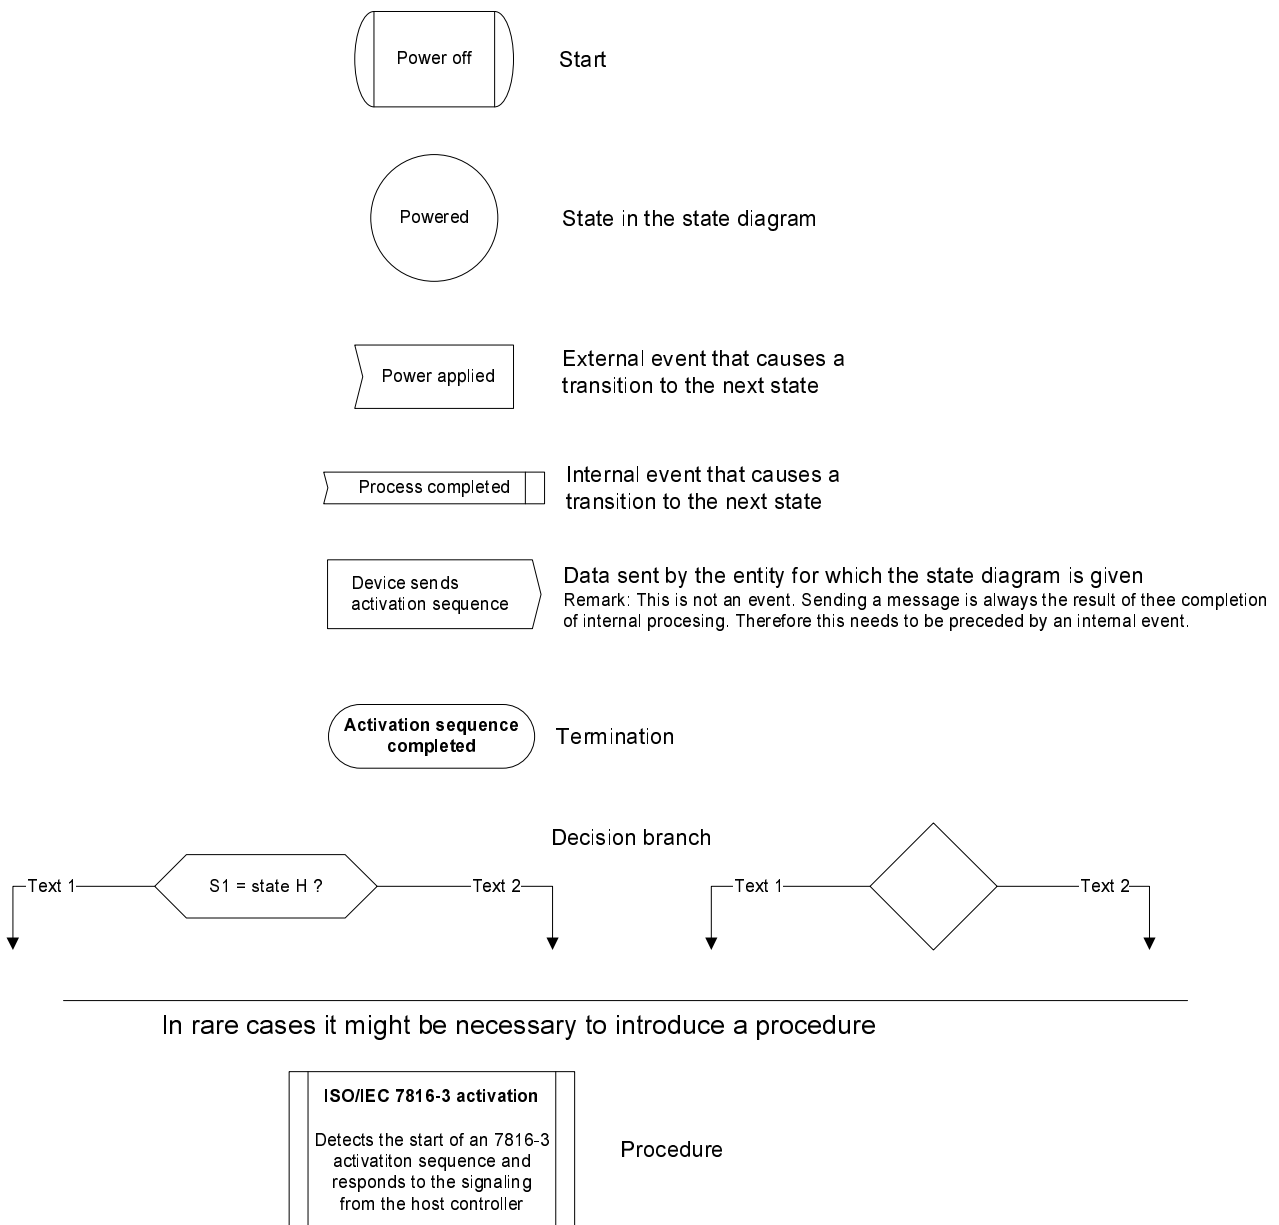 Power off
Start
Powered
State in the state diagram
Power applied
External event that causes a
transition to the next state
Process completed
Internal event that causes a
transition to the next state
Device sends
activation sequence
Data sent by the entity for which the state diagram is given
Remark: This is not an event. Sending a message is always the result of thee completion
of internal procesing. Therefore this needs to be preceded by an internal event.
Activation sequence
completed
Termination
Decision branch
Text 1
S1 = state H ?
Text 2
Text 1
Text 2
In rare cases it might be necessary to introduce a procedure
ISO/IEC 7816-3 activation
Detects the start of an 7816-3
activatiton sequence and
responds to the signaling
from the host controller
Procedure